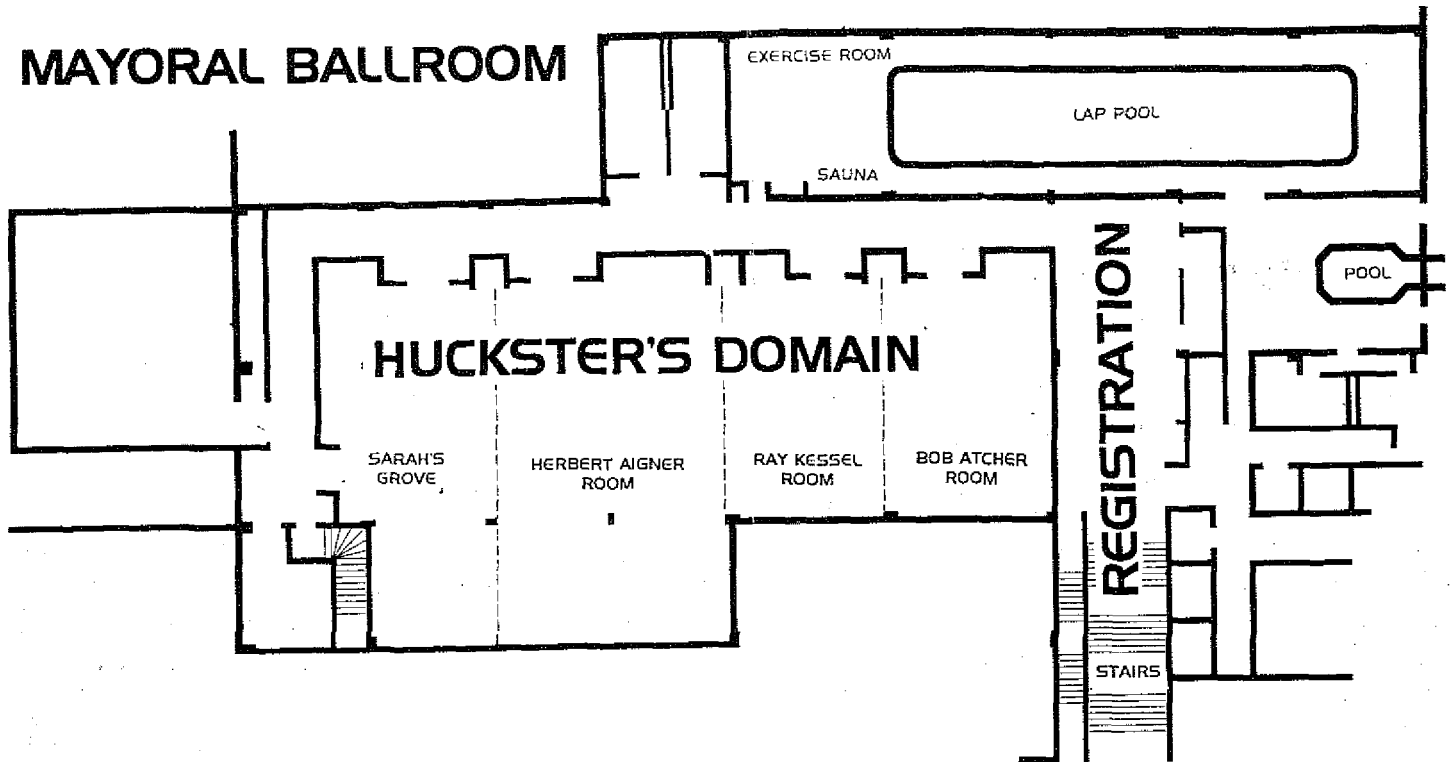 MAYORAL BALLROOM
EXERCISE ROOM
LAP POOL
SAUNA
POOL
HUCKSTER'S DOMAIN
REGISTRATION
SARAH'S
GROVE
HERBERT AIGNER
ROOM
RAY KESSEL
ROOM
BOB ATCHER
ROOM
STAIRS